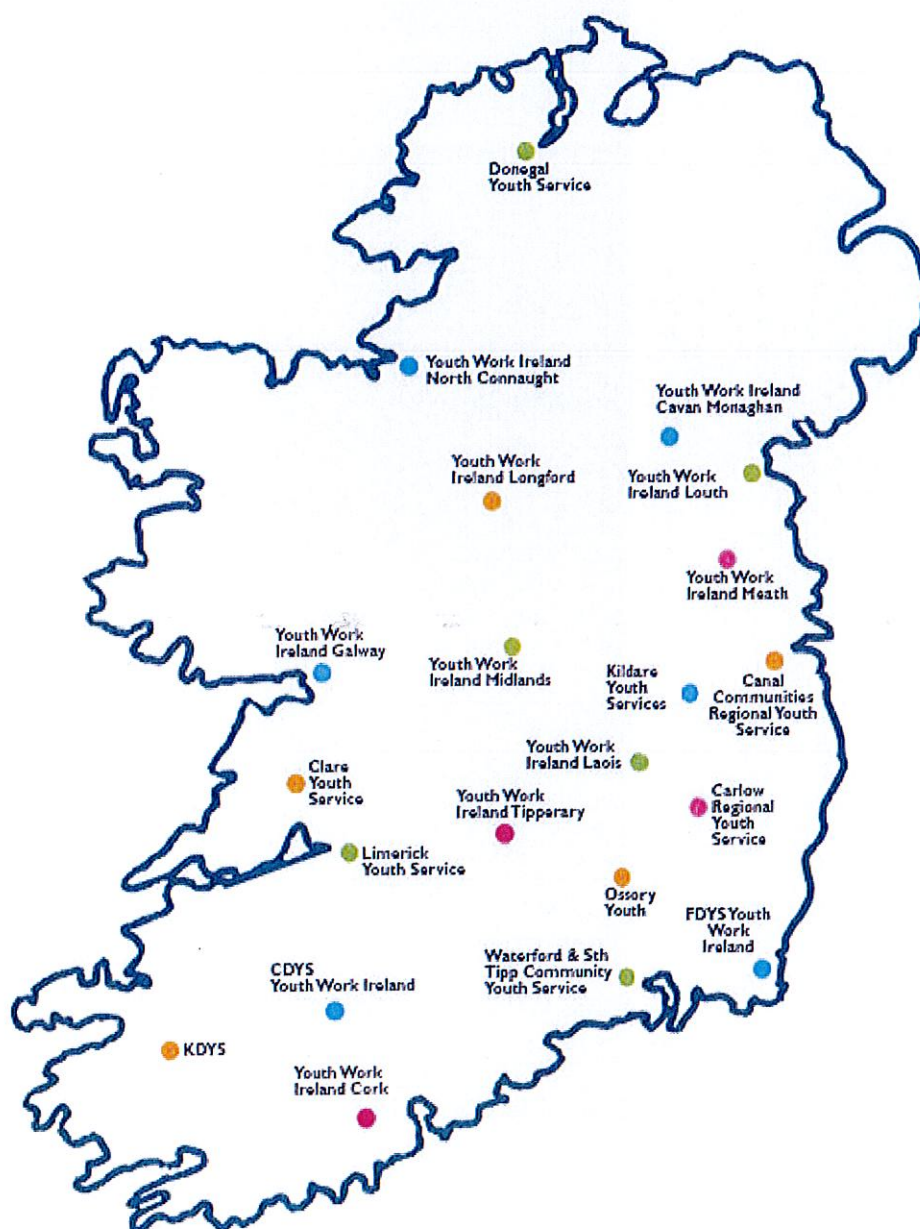 Donegal
Youth Service
Youth Work Ireland
North Connaught
Youth Work Ireland
Cavan Monaghan
Youth Work
Ireland Longford
Youth Work
Ireland Louth
Youth Work
Ireland Meath
Youth Work
Ireland Galway
Youth Work
Ireland Midlands
Kildare
Youth
Services
Canal
Communities
Regional Youth
Service
Youth Work
Ireland Laois
Clare
Youth
Service
Youth Work
Ireland Tipperary
Carlow
Regional
Youth
Service
Limerick
Youth Service
Ossory
Youth
FDYS Youth
Work
Ireland
Waterford & Sth
Tipp Community
Youth Service
CDYS
Youth Work Ireland
KDYS
Youth Work
Ireland Cork